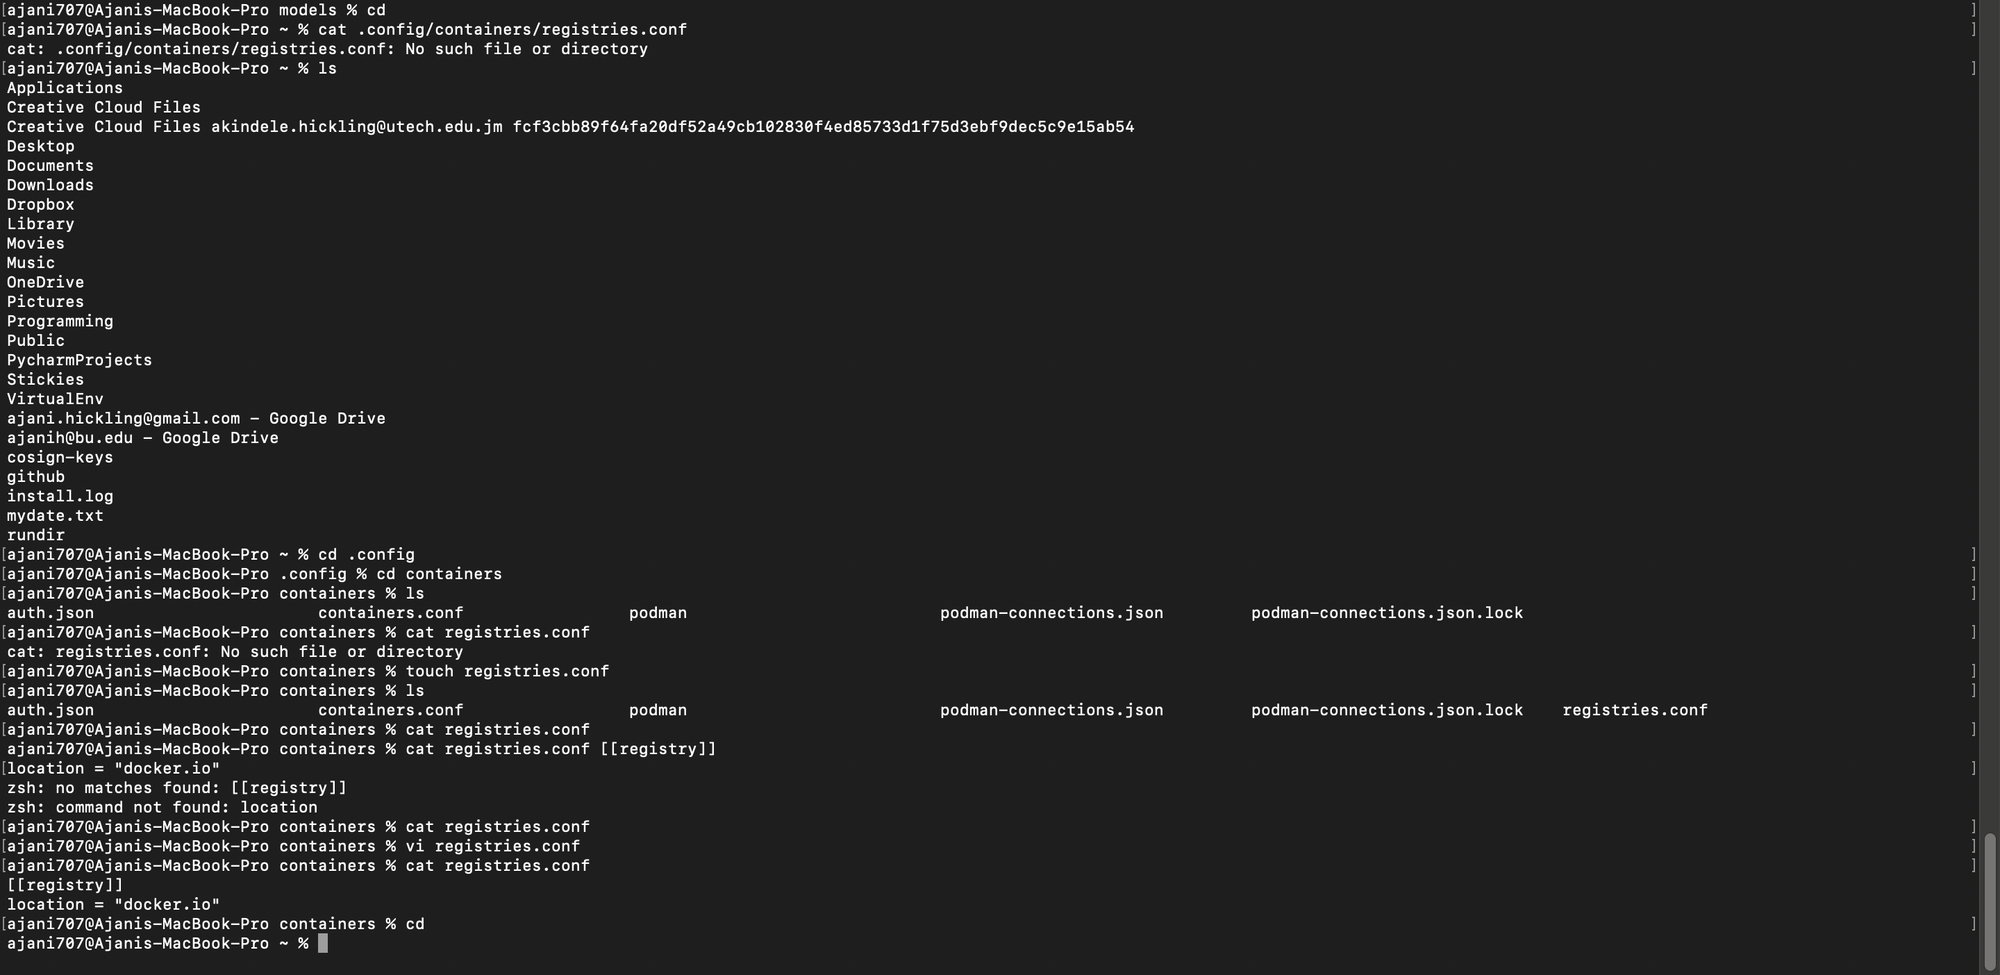 [ajani707@Ajanis-MacBook-Pro models % cd ]
[ajani707@Ajanis-MacBook-Pro ~ % cat .config/containers/registries.conf ]
cat: .config/containers/registries.conf: No such file or directory
[ajani707@Ajanis-MacBook-Pro ~ % ls ]
Applications
Creative Cloud Files
Creative Cloud Files akindele.hickling@utech.edu.jm fcf3cbb89f64fa20df52a49cb102830f4ed85733d1f75d3ebf9dec5c9e15ab54
Desktop
Documents
Downloads
Dropbox
Library
Movies
Music
OneDrive
Pictures
Programming
Public
PycharmProjects
Stickies
VirtualEnv
ajani.hickling@gmail.com - Google Drive
ajanih@bu.edu - Google Drive
cosign-keys
github
install.log
mydate.txt
rundir
[ajani707@Ajanis-MacBook-Pro ~ % cd .config ]
[ajani707@Ajanis-MacBook-Pro .config % cd containers ]
[ajani707@Ajanis-MacBook-Pro containers % ls ]
auth.json containers.conf podman podman-connections.json podman-connections.json.lock
[ajani707@Ajanis-MacBook-Pro containers % cat registries.conf ]
cat: registries.conf: No such file or directory
[ajani707@Ajanis-MacBook-Pro containers % touch registries.conf ]
[ajani707@Ajanis-MacBook-Pro containers % ls ]
auth.json containers.conf podman podman-connections.json podman-connections.json.lock registries.conf
[ajani707@Ajanis-MacBook-Pro containers % cat registries.conf ]
ajani707@Ajanis-MacBook-Pro containers % cat registries.conf [[registry]]
[location = "docker.io" ]
zsh: no matches found: [[registry]]
zsh: command not found: location
[ajani707@Ajanis-MacBook-Pro containers % cat registries.conf ]
[ajani707@Ajanis-MacBook-Pro containers % vi registries.conf ]
[ajani707@Ajanis-MacBook-Pro containers % cat registries.conf ]
[[registry]]
location = "docker.io"
[ajani707@Ajanis-MacBook-Pro containers % cd ]
ajani707@Ajanis-MacBook-Pro ~ %